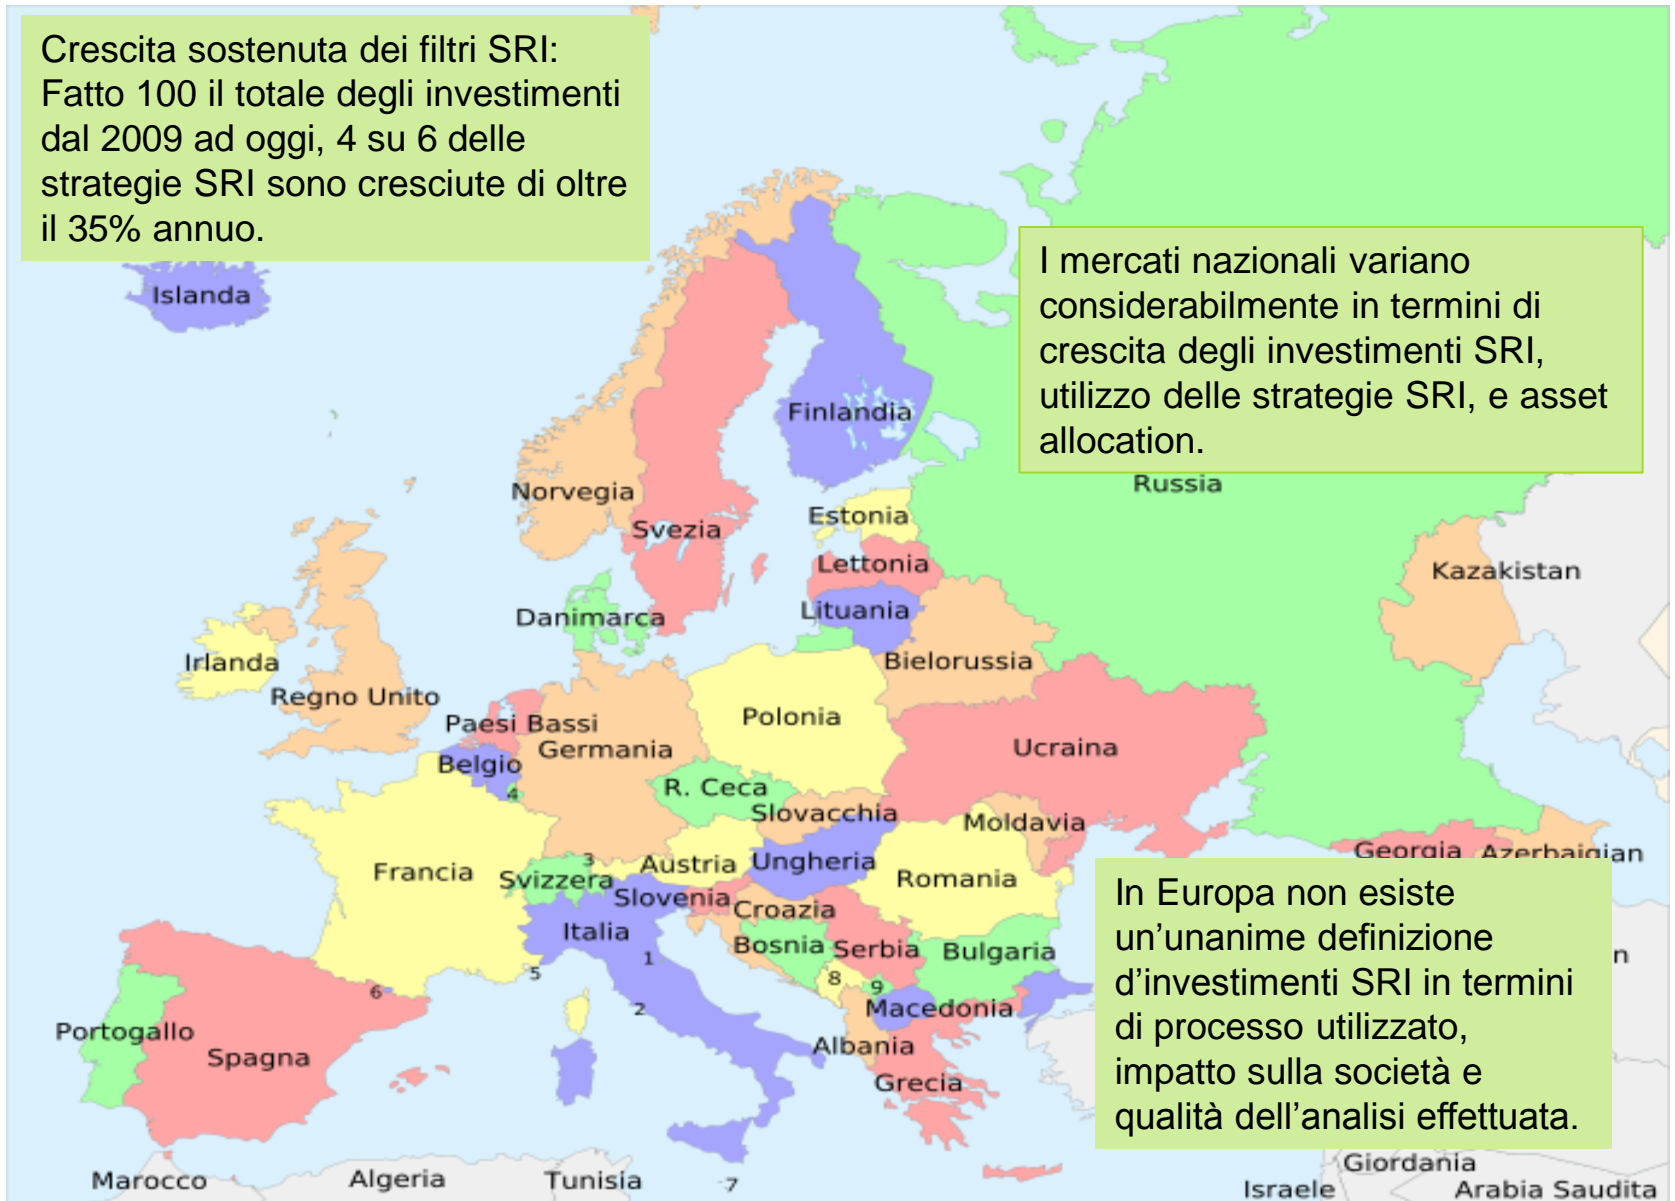 Crescita sostenuta dei filtri SRI:
Fatto 100 il totale degli investimenti
dal 2009 ad oggi, 4 su 6 delle
strategie SRI sono cresciute di oltre
il 35% annuo.
I mercati nazionali variano
considerabilmente in termini di
crescita degli investimenti SRI,
utilizzo delle strategie SRI, e asset
allocation.
Islanda
Finlandia
Norvegia
Svezia
Russia
Estonia
Lettonia
Lituania
Kazakistan
Danimarca
Bielorussia
Irlanda
Regno Unito
Paesi Bassi
Polonia
Germania
Ucraina
Belgio
4
R. Ceca
Slovacchia
Moldavia
Francia
Svizzera
3
Austria
Ungheria
Romania
Georgia
Azerbaigian
Slovenia
Croazia
Italia
Bosnia
Serbia
Bulgaria
1
5
8
9
6
2
Macedonia
Portogallo
Spagna
Albania
Grecia
In Europa non esiste
un’unanime definizione
d’investimenti SRI in termini
di processo utilizzato,
impatto sulla società e
qualità dell’analisi effettuata.
n
Marocco
Algeria
Tunisia
7
Giordania
Israele
Arabia Saudita